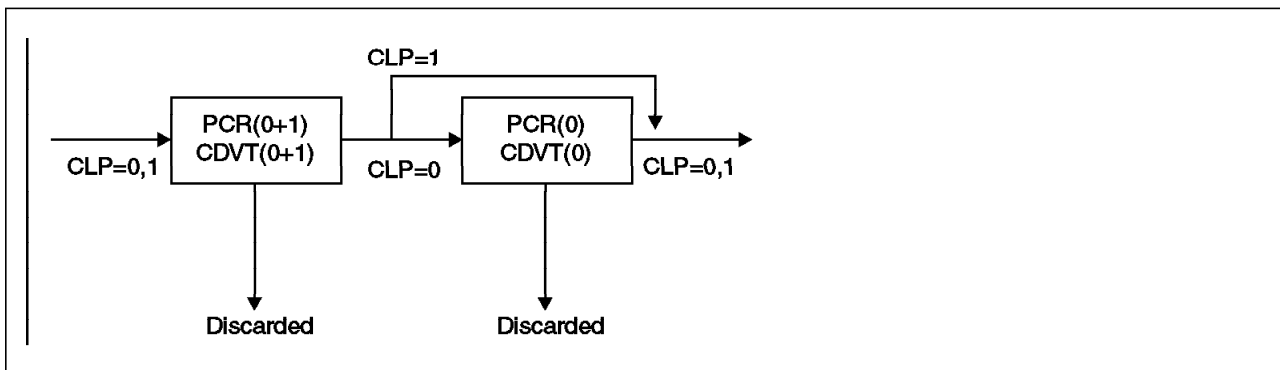 CLP=1
PCR(0+1)
CDVT(0+1)
PCR(0)
CDVT(0)
CLP=0,1
CLP=0
CLP=0,1
Discarded
Discarded